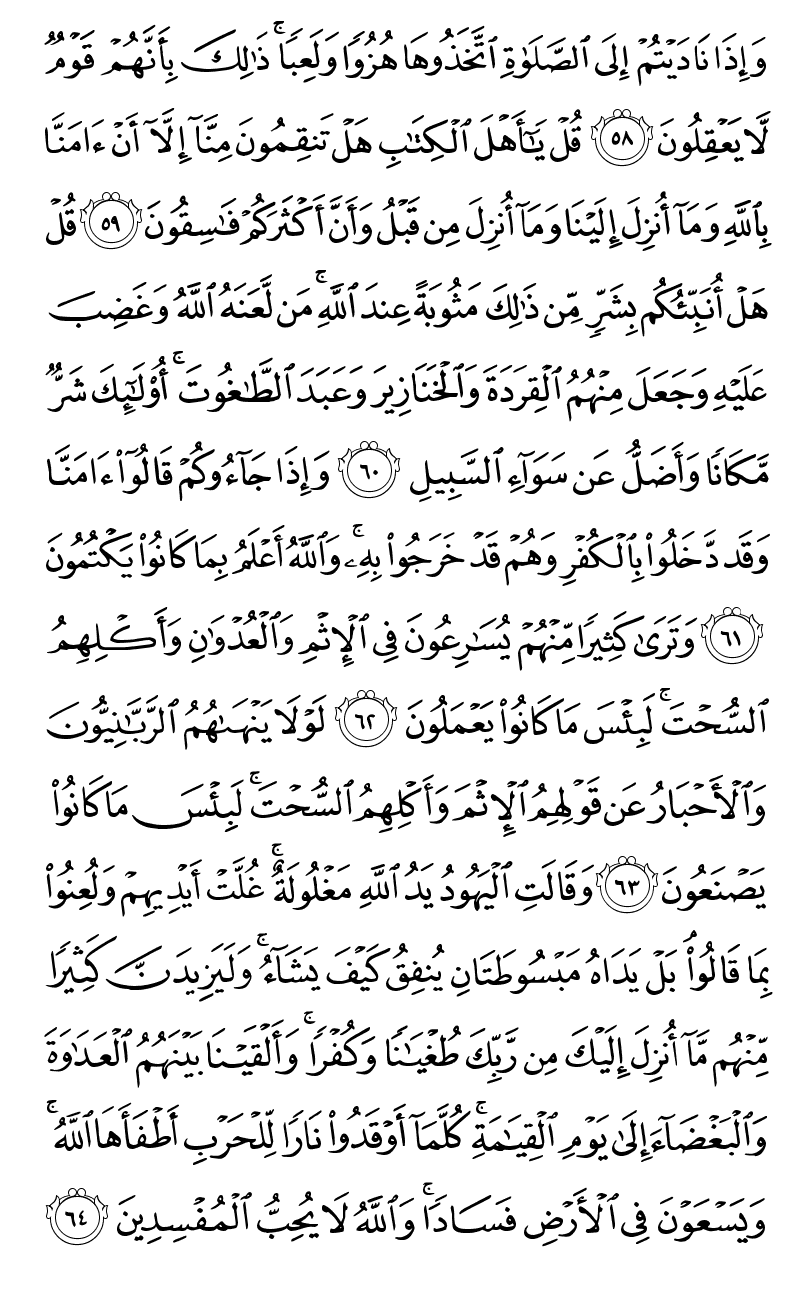 وَإِذَا نَادَيْتُمْ إِلَى ٱلصَّلَوٰةِ ٱتَّخَذُوهَا هُزُوًا وَلَعِبًا ۚ ذَٰلِكَ بِأَنَّهُمْ قَوْمٌ
لَّا يَعْقِلُونَ ٥٨ قُلْ يَـٰٓأَهْلَ ٱلْكِتَـٰبِ هَلْ تَنقِمُونَ مِنَّآ إِلَّآ أَنْ ءَامَنَّا
بِٱللَّهِ وَمَآ أُنزِلَ إِلَيْنَا وَمَآ أُنزِلَ مِن قَبْلُ وَأَنَّ أَكْثَرَكُمْ فَـٰسِقُونَ ٥٩ قُلْ
هَلْ أُنَبِّئُكُم بِشَرٍّ مِّن ذَٰلِكَ مَثُوبَةً عِندَ ٱللَّهِ ۚ مَن لَّعَنَهُ ٱللَّهُ وَغَضِبَ
عَلَيْهِ وَجَعَلَ مِنْهُمُ ٱلْقِرَدَةَ وَٱلْخَنَازِيرَ وَعَبَدَ ٱلطَّـٰغُوتَ ۚ أُو۟لَـٰٓئِكَ شَرٌّ
مَّكَانًا وَأَضَلُّ عَن سَوَآءِ ٱلسَّبِيلِ ٦٠ وَإِذَا جَآءُوكُمْ قَالُوٓا۟ ءَامَنَّا
وَقَد دَّخَلُوا۟ بِٱلْكُفْرِ وَهُمْ قَدْ خَرَجُوا۟ بِهِۦ ۚ وَٱللَّهُ أَعْلَمُ بِمَا كَانُوا۟ يَكْتُمُونَ
٦١ وَتَرَىٰ كَثِيرًا مِّنْهُمْ يُسَـٰرِعُونَ فِى ٱلْإِثْمِ وَٱلْعُدْوَٰنِ وَأَكْلِهِمُ
ٱلسُّحْتَ ۚ لَبِئْسَ مَا كَانُوا۟ يَعْمَلُونَ ٦٢ لَوْلَا يَنْهَىٰهُمُ ٱلرَّبَّـٰنِيُّونَ
وَٱلْأَحْبَارُ عَن قَوْلِهِمُ ٱلْإِثْمَ وَأَكْلِهِمُ ٱلسُّحْتَ ۚ لَبِئْسَ مَا كَانُوا۟
يَصْنَعُونَ ٦٣ وَقَالَتِ ٱلْيَهُودُ يَدُ ٱللَّهِ مَغْلُولَةٌ ۚ غُلَّتْ أَيْدِيهِمْ وَلُعِنُوا۟
بِمَا قَالُوا۟ ۘ بَلْ يَدَاهُ مَبْسُوطَتَانِ يُنفِقُ كَيْفَ يَشَآءُ ۚ وَلَيَزِيدَنَّ كَثِيرًا
مِّنْهُم مَّآ أُنزِلَ إِلَيْكَ مِن رَّبِّكَ طُغْيَـٰنًا وَكُفْرًا ۚ وَأَلْقَيْنَا بَيْنَهُمُ ٱلْعَدَٰوَةَ
وَٱلْبَغْضَآءَ إِلَىٰ يَوْمِ ٱلْقِيَـٰمَةِ ۚ كُلَّمَآ أَوْقَدُوا۟ نَارًا لِّلْحَرْبِ أَطْفَأَهَا ٱللَّهُ ۚ
وَيَسْعَوْنَ فِى ٱلْأَرْضِ فَسَادًا ۚ وَٱللَّهُ لَا يُحِبُّ ٱلْمُفْسِدِينَ ٦٤